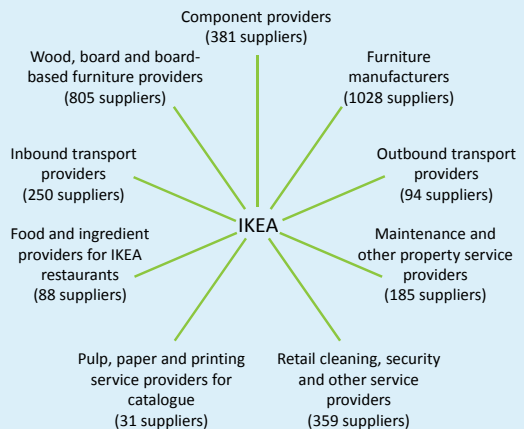 Component providers
(381 suppliers)
Wood, board and board-
based furniture providers
(805 suppliers)
Furniture
manufacturers
(1028 suppliers)
Inbound transport
providers
(250 suppliers)
Outbound transport
providers
(94 suppliers)
IKEA
Food and ingredient
providers for IKEA
restaurants
(88 suppliers)
Maintenance and
other property service
providers
(185 suppliers)
Pulp, paper and printing
service providers for
catalogue
(31 suppliers)
Retail cleaning, security
and other service
providers
(359 suppliers)